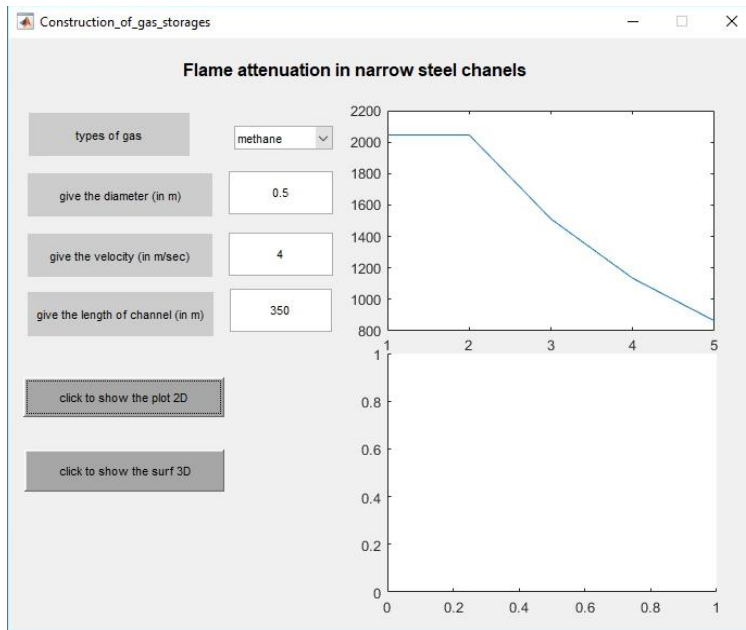 Construction_of_gas_storages
Flame attenuation in narrow steel chanels
types of gas
methane
give the diameter (in m)
0.5
give the velocity (in m/sec)
4
give the length of channel (in m)
350
click to show the plot 2D
click to show the surf 3D
2200
2000
1800
1600
1400
1200
1000
800
1 2 3 4 5
1
0.8
0.6
0.4
0.2
0
0 0.2 0.4 0.6 0.8 1